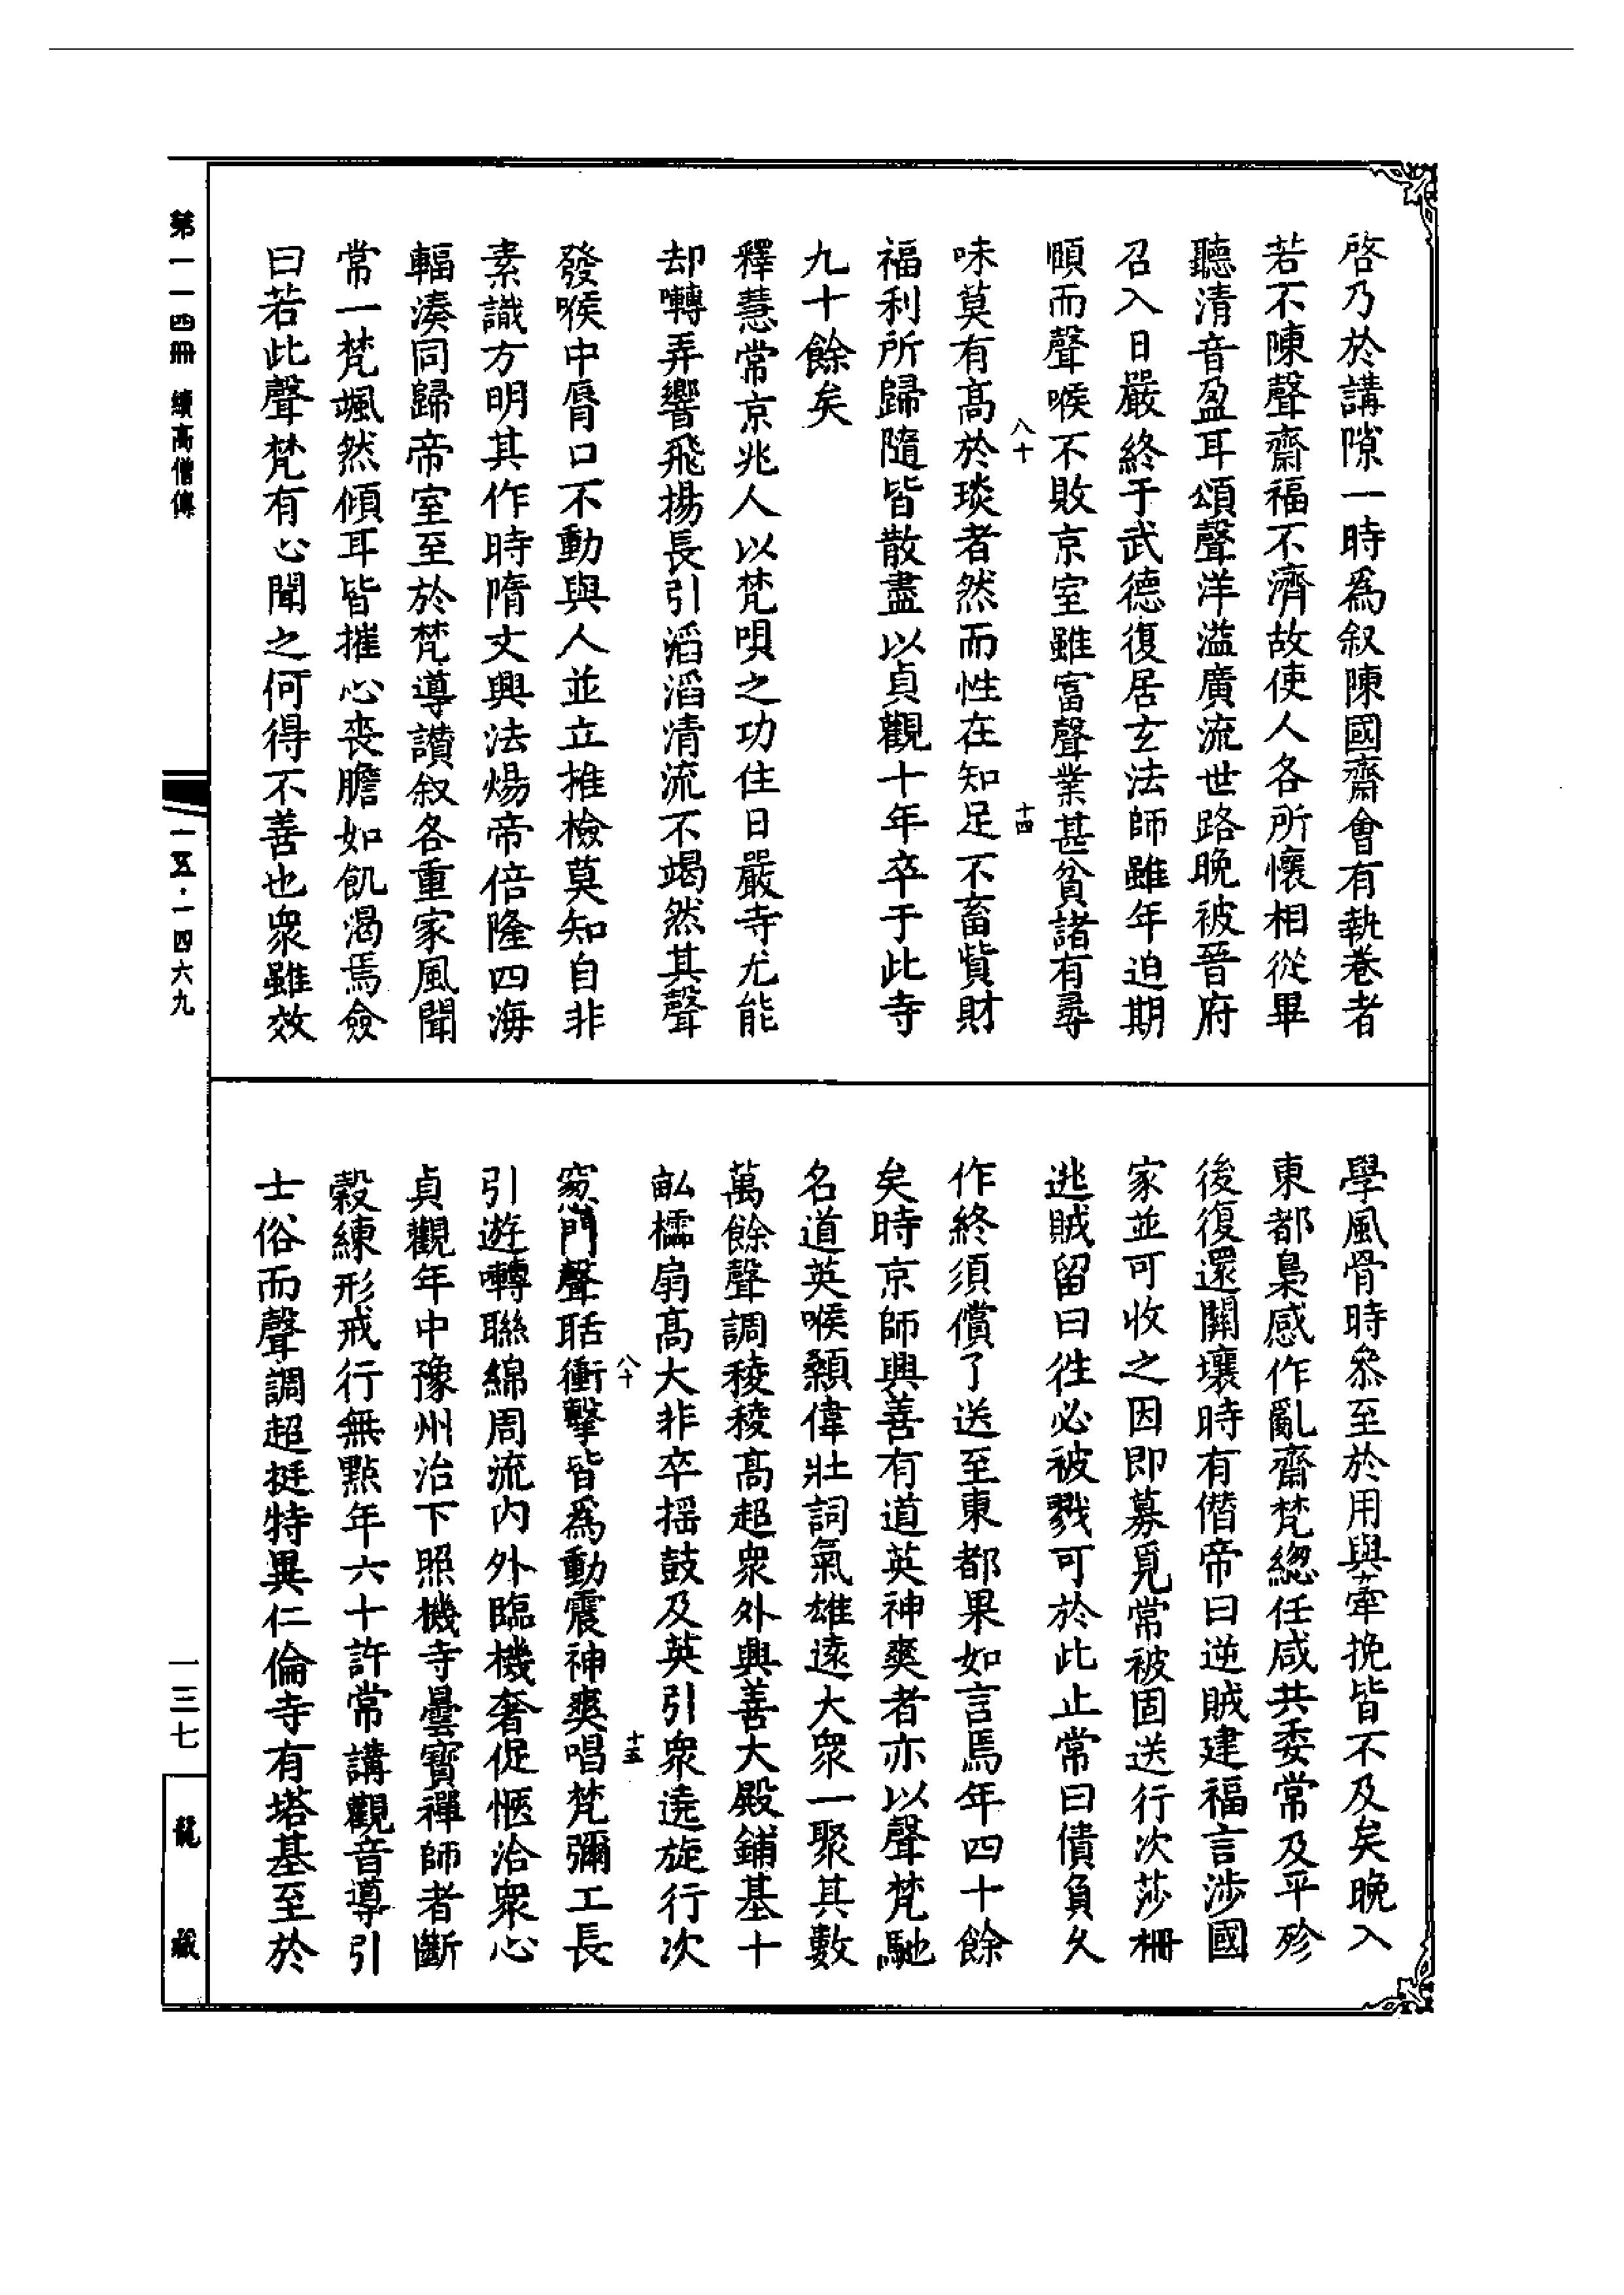 啓乃於講隙一時爲叙陳國齋會有執卷者
若不陳聲齋福不濟故使人各所懷相從畢
聽清音盈耳頌聲洋溢廣流世路晚被晉府
召入日嚴終于武德復居玄法師雖年迫期
頤而聲喉不敗京室雖富聲業甚貧諸有尋
八十
十四
味莫有高於琰者然而性在知足不畜貲財
福利所歸隨皆散盡以貞觀十年卒于此寺
九十餘矣
釋慧常京兆人以梵唄之功住日嚴寺尤能
却囀弄響飛揚長引滔滔清流不竭然其聲
發喉中脣口不動與人並立推檢莫知自非
素識方明其作時隋文興法煬帝倍隆四海
輻湊同歸帝室至於梵導讃叙各重家風聞
常一梵颯然傾耳皆摧心喪膽如飢渴焉僉
曰若此聲梵有心聞之何得不善也衆雖效
學風骨時叅至於用與牽挽皆不及矣晚入
東都梟感作亂齋梵緫任咸共委常及平殄
後復還關壤時有僭帝曰逆賊建福言涉國
家並可收之因即募覓常被固送行次莎柵
逃賊留曰徃必被戮可於此止常曰債負久
作終須償了送至東都果如言焉年四十餘
矣時京師興善有道英神爽者亦以聲梵馳
名道英喉顙偉壯詞氣雄遠大衆一聚其數
萬餘聲調稜稜高超衆外興善大殿鋪基十
畝櫺扇高大非卒摇鼓及英引衆遶旋行次
八十
十五
窓門聲聒衝擊皆爲動震神爽唱梵彌工長
引遊囀聯綿周流内外臨機奢促愜洽衆心
貞觀年中豫州治下照機寺曇寶禪師者斷
穀練形戒行無點年六十許常講觀音導引
士俗而聲調超挺特異仁倫寺有塔基至於
第一一四冊 續高僧傳
一五·一四六九
一三七
龍藏